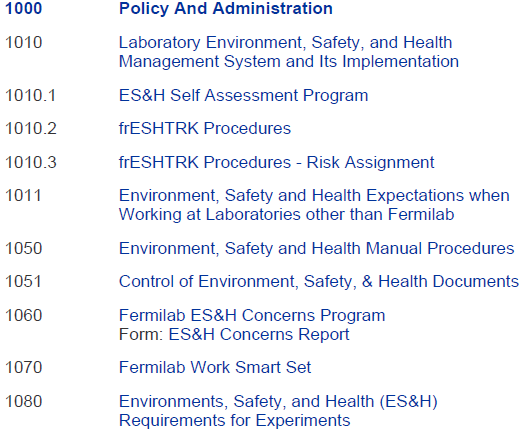 1000 Policy And Administration
1010 Laboratory Environment, Safety, and Health
Management System and Its Implementation
1010.1 ES&H Self Assessment Program
1010.2 frESHTRK Procedures
1010.3 frESHTRK Procedures - Risk Assignment
1011 Environment, Safety and Health Expectations when
Working at Laboratories other than Fermilab
1050 Environment, Safety and Health Manual Procedures
1051 Control of Environment, Safety, & Health Documents
1060 Fermilab ES&H Concerns Program
Form: ES&H Concerns Report
1070 Fermilab Work Smart Set
1080 Environments, Safety, and Health (ES&H)
Requirements for Experiments